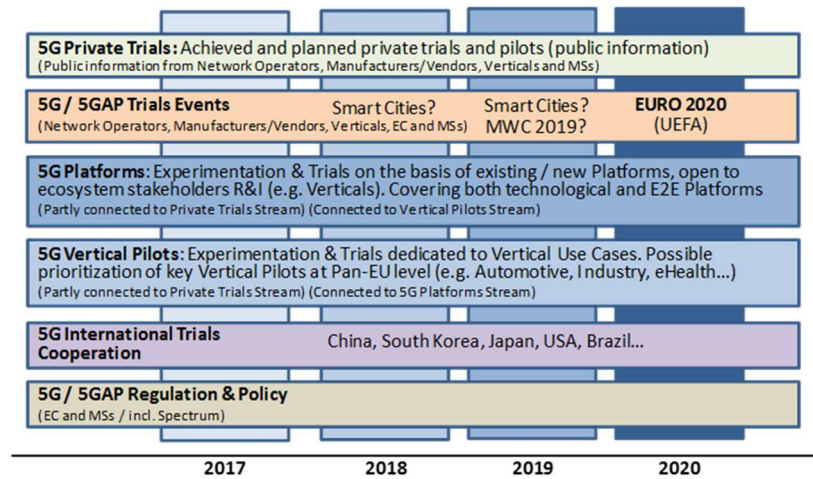 5G Private Trials: Achieved and planned private trials and pilots (public information)
(Public information from Network Operators, Manufacturers/Vendors, Verticals and MSs)
5G / 5GAP Trials Events
(Network Operators, Manufacturers/Vendors, Verticals, EC and MSs)
Smart Cities?
Smart Cities?
MWC 2019?
EURO 2020
(UEFA)
5G Platforms: Experimentation & Trials on the basis of existing / new Platforms, open to
ecosystem stakeholders R&I (e.g. Verticals). Covering both technological and E2E Platforms
(Partly connected to Private Trials Stream) (Connected to Vertical Pilots Stream)
5G Vertical Pilots: Experimentation & Trials dedicated to Vertical Use Cases. Possible
prioritization of key Vertical Pilots at Pan-EU level (e.g. Automotive, Industry, eHealth...)
(Partly connected to Private Trials Stream) (Connected to 5G Platforms Stream)
5G International Trials
Cooperation
China, South Korea, Japan, USA, Brazil...
5G / 5GAP Regulation & Policy
(EC and MSs / incl. Spectrum)
2017 2018 2019 2020